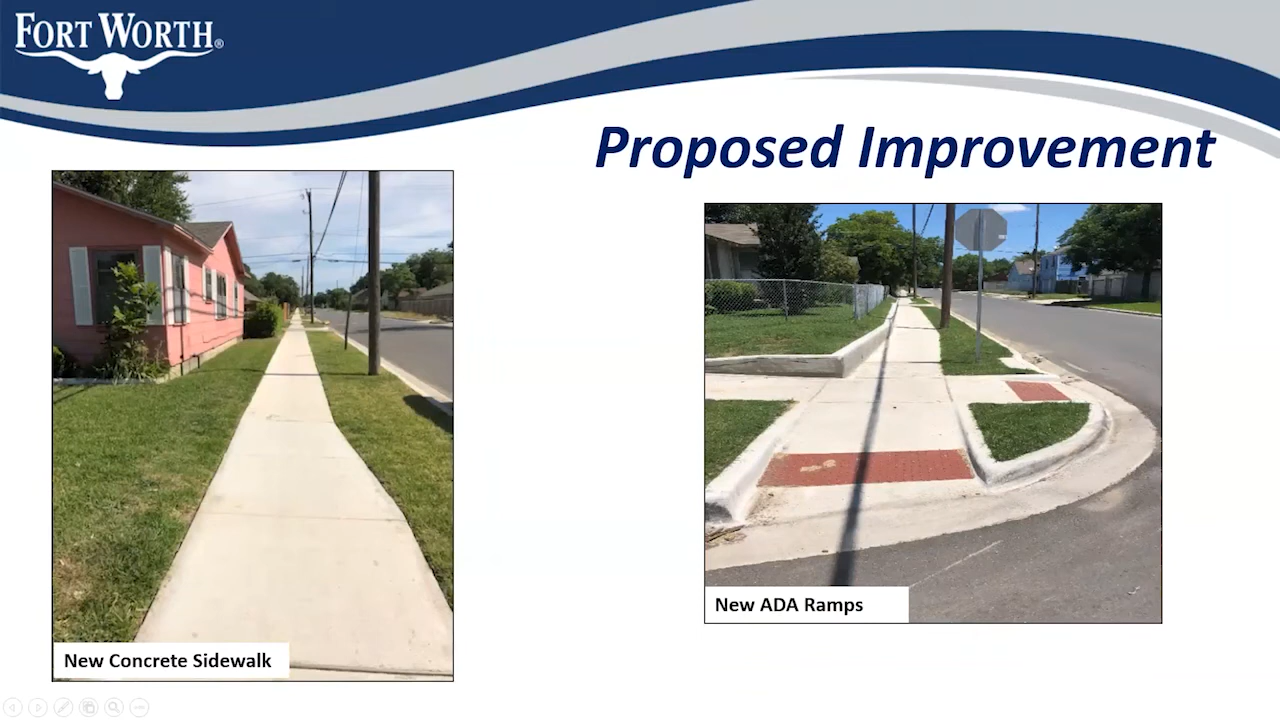 FORT WORTH®
Proposed Improvement
New Concrete Sidewalk
New ADA Ramps